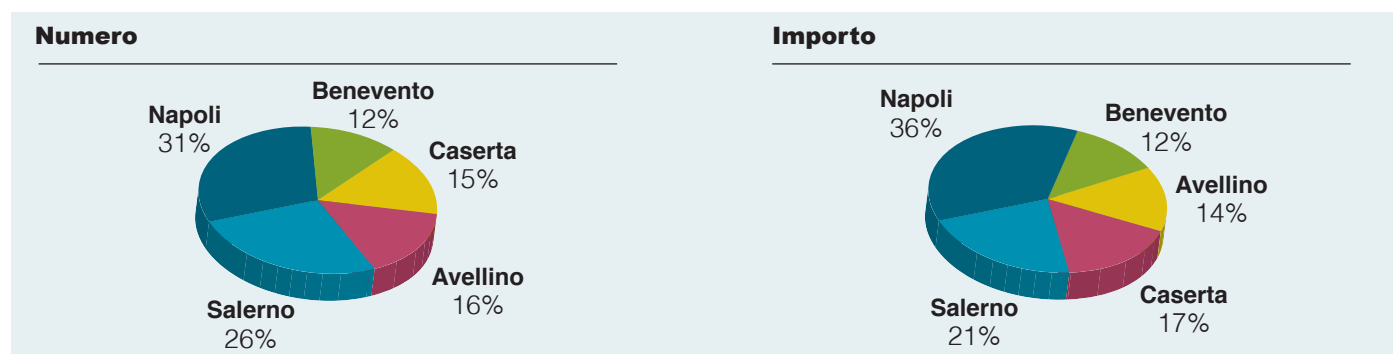 Numero
Napoli
31%
Benevento
12%
Caserta
15%
Avellino
16%
Salerno
26%
Importo
Napoli
36%
Benevento
12%
Avellino
14%
Caserta
17%
Salerno
21%